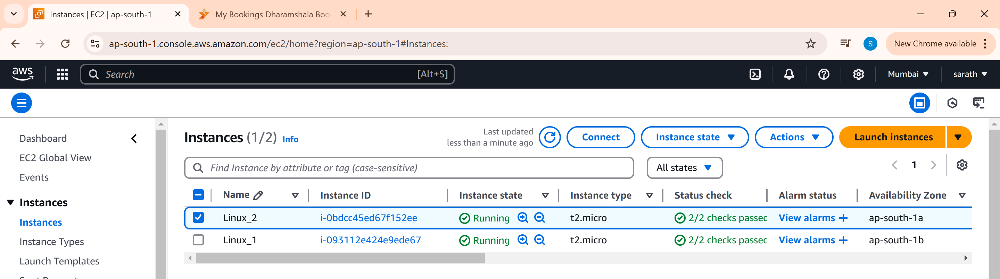 Instances | EC2 | ap-south-1
My Bookings Dharamshala Boo
ap-south-1.console.aws.amazon.com/ec2/home?region=ap-south-1#Instances:
S
New Chrome available
aws
Search
[Alt+S]
Mumbai
sarath
Dashboard
EC2 Global View
Events
Instances
Instances
Instance Types
Launch Templates
Instances (1/2) Info
Last updated
less than a minute ago
Connect
Instance state
Actions
Launch instances
Find Instance by attribute or tag (case-sensitive)
All states
1
Name Instance ID Instance state Instance type Status check Alarm status Availability Zone
Linux_2 i-0bdcc45ed67f152ee Running t2.micro 2/2 checks passec View alarms + ap-south-1a
Linux_1 i-093112e424e9ede67 Running t2.micro 2/2 checks passec View alarms + ap-south-1b